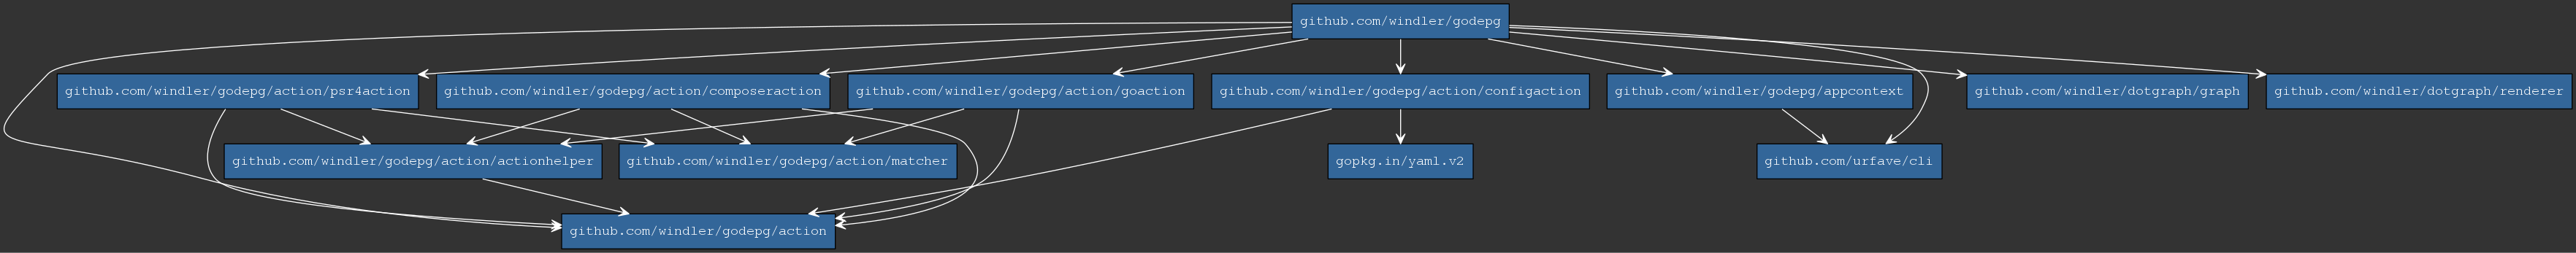 github.com/windler/godepg
github.com/windler/godepg/action/psr4action
github.com/windler/godepg/action/composeraction
github.com/windler/godepg/action/goaction
github.com/windler/godepg/action/configaction
github.com/windler/godepg/appcontext
github.com/windler/dotgraph/graph
github.com/windler/dotgraph/renderer
github.com/windler/godepg/action/actionhelper
github.com/windler/godepg/action/matcher
gopkg.in/yaml.v2
github.com/urfave/cli
github.com/windler/godepg/action